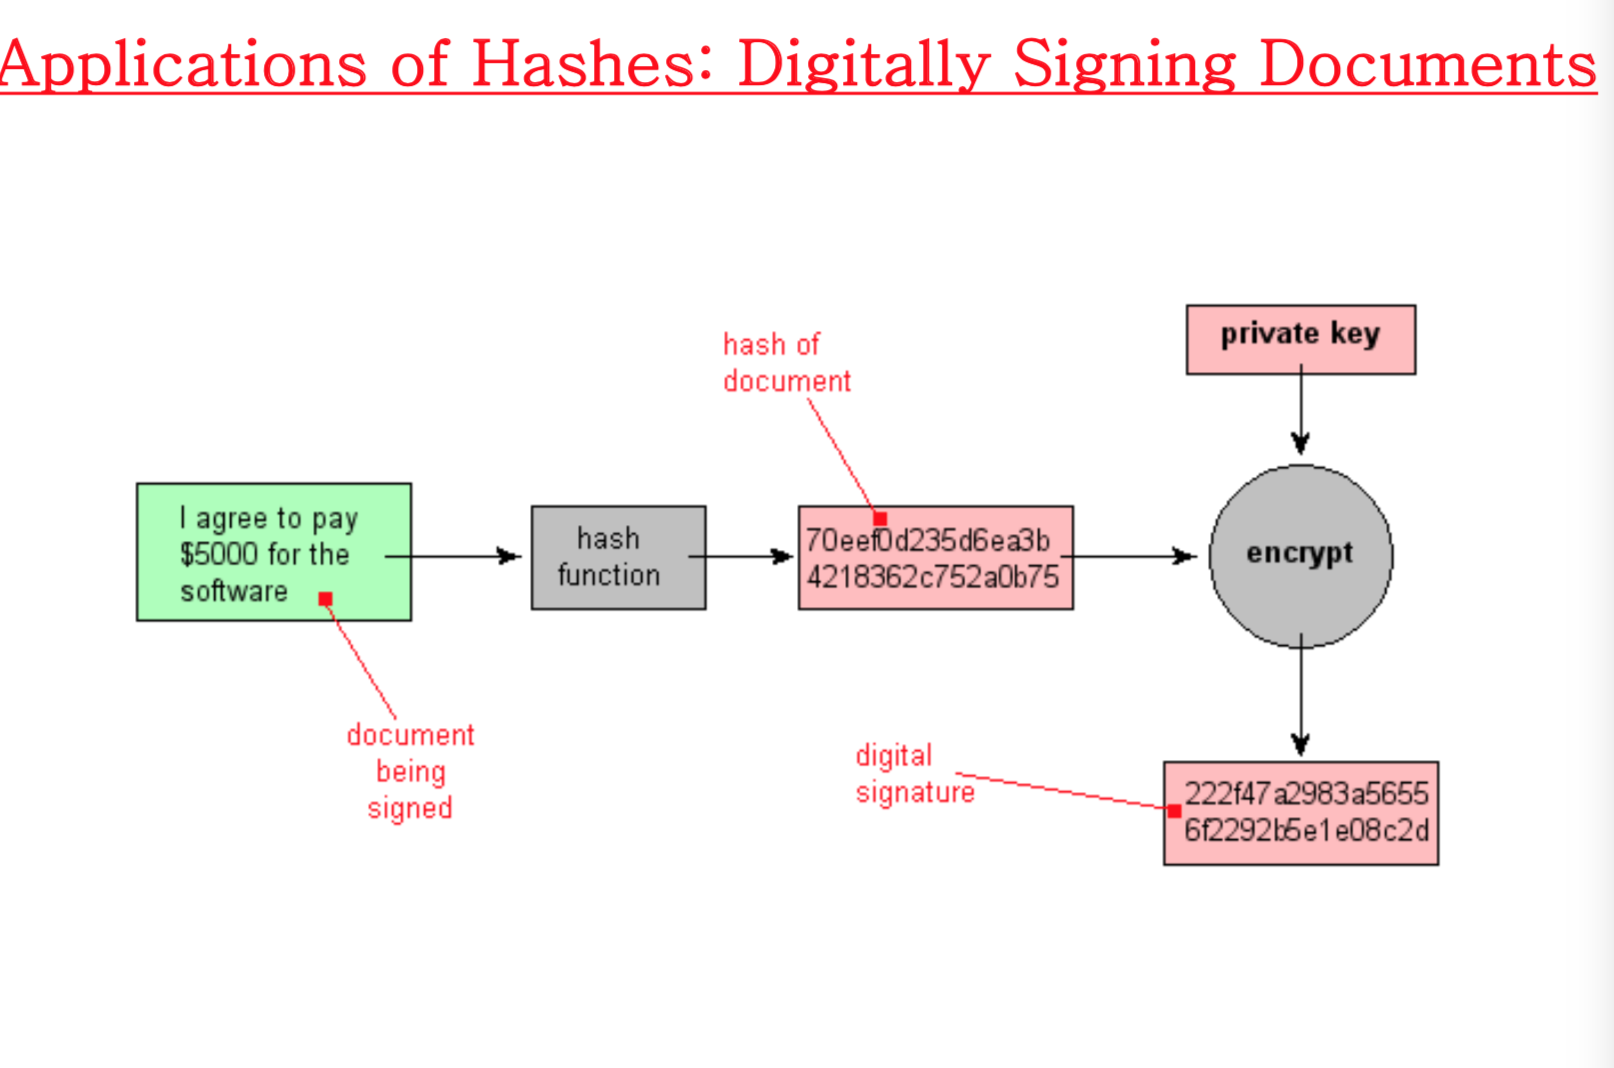 Applications of Hashes: Digitally Signing Documents
private key
hash of
document
I agree to pay
$5000 for the
software
hash
function
70eef0d235d6ea3b
4218362c752a0b75
encrypt
document
being
signed
digital
signature
222f47a2983a5655
6f2292b5e1e08c2d